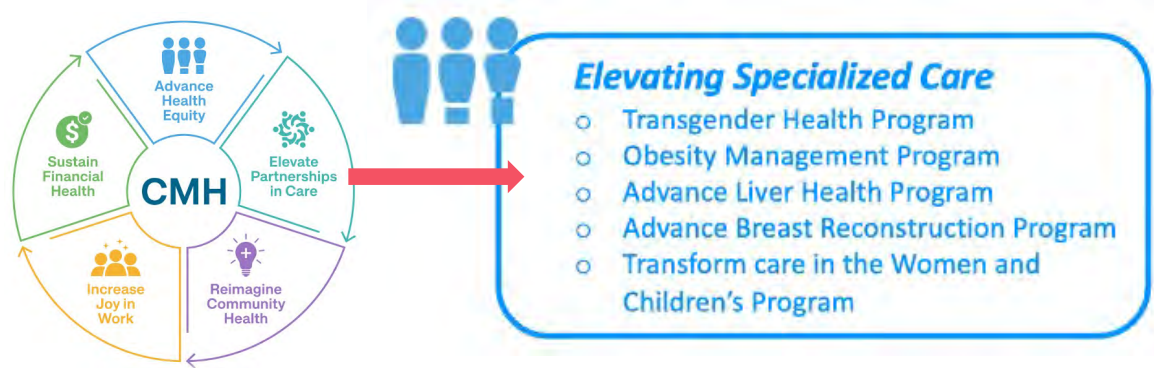 Advance
Health
Equity
Elevate
Partnerships
in Care
Reimagine
Community
Health
Increase
Joy in
Work
Sustain
Financial
Health
$
CMH
Elevating Specialized Care
o Transgender Health Program
o Obesity Management Program
o Advance Liver Health Program
o Advance Breast Reconstruction Program
o Transform care in the Women and
Children's Program